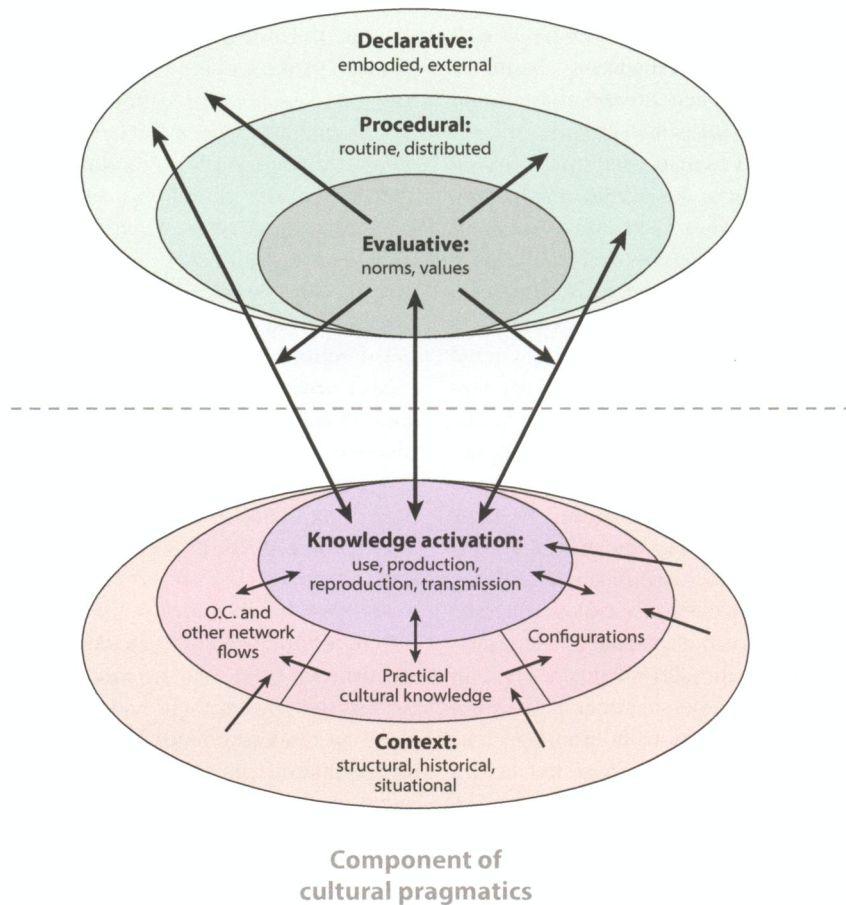 Declarative:
embodied, external
Procedural:
routine, distributed
Evaluative:
norms, values
Knowledge activation:
use, production,
reproduction, transmission
O.C. and
other network
flows
Configurations
Practical
cultural knowledge
Context:
structural, historical,
situational
Component of
cultural pragmatics